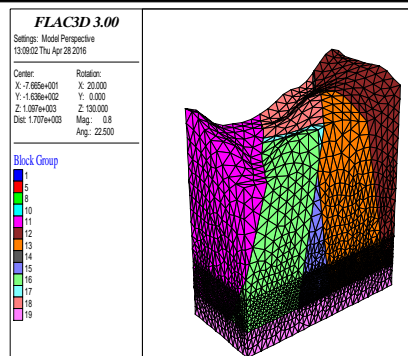 FLAC3D 3.00
Settings: Model Perspective
13:09:02 Thu Apr 28 2016
Center: Rotation:
X: -7.665e+001 X: 20.000
Y: -1.636e+002 Y: 0.000
Z: 1.097e+003 Z: 130.000
Dist: 1.707e+003 Mag.: 0.8
Ang.: 22.500
Block Group
1
5
8
10
11
12
13
14
15
16
17
18
19